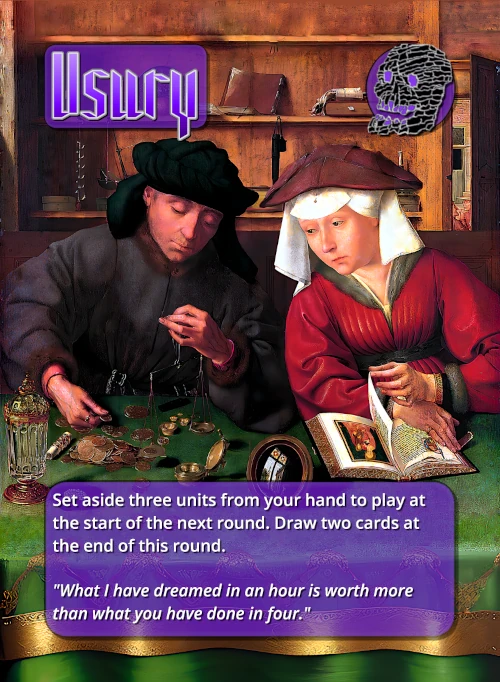 Usury
Set aside three units from your hand to play at
the start of the next round. Draw two cards at
the end of this round.
"What I have dreamed in an hour is worth more
than what you have done in four."